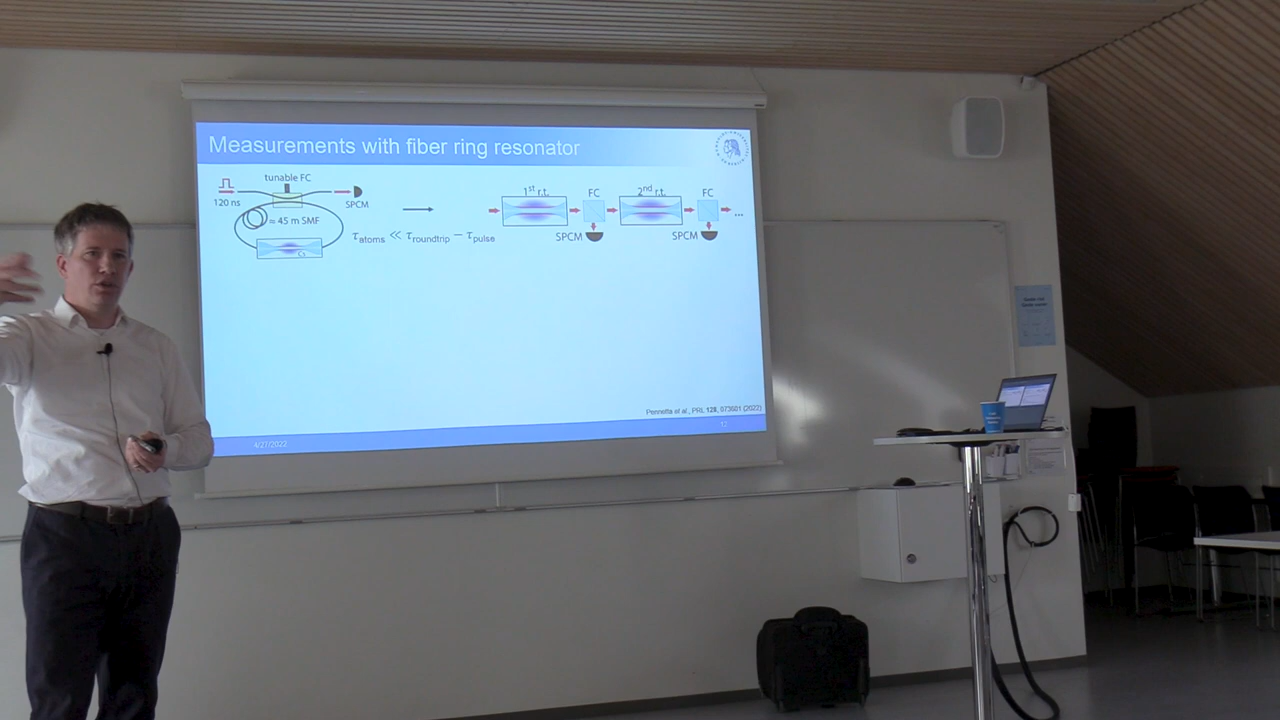 Measurements with fiber ring resonator
tunable FC
120 ns
SPCM
≈ 45 m SMF
Cs
τatoms ≪ τroundtrip − τpulse
1st r.t.
FC
2nd r.t.
FC
...
SPCM
SPCM
Pennetta et al., PRL 128, 073601 (2022)
4/27/2022
12